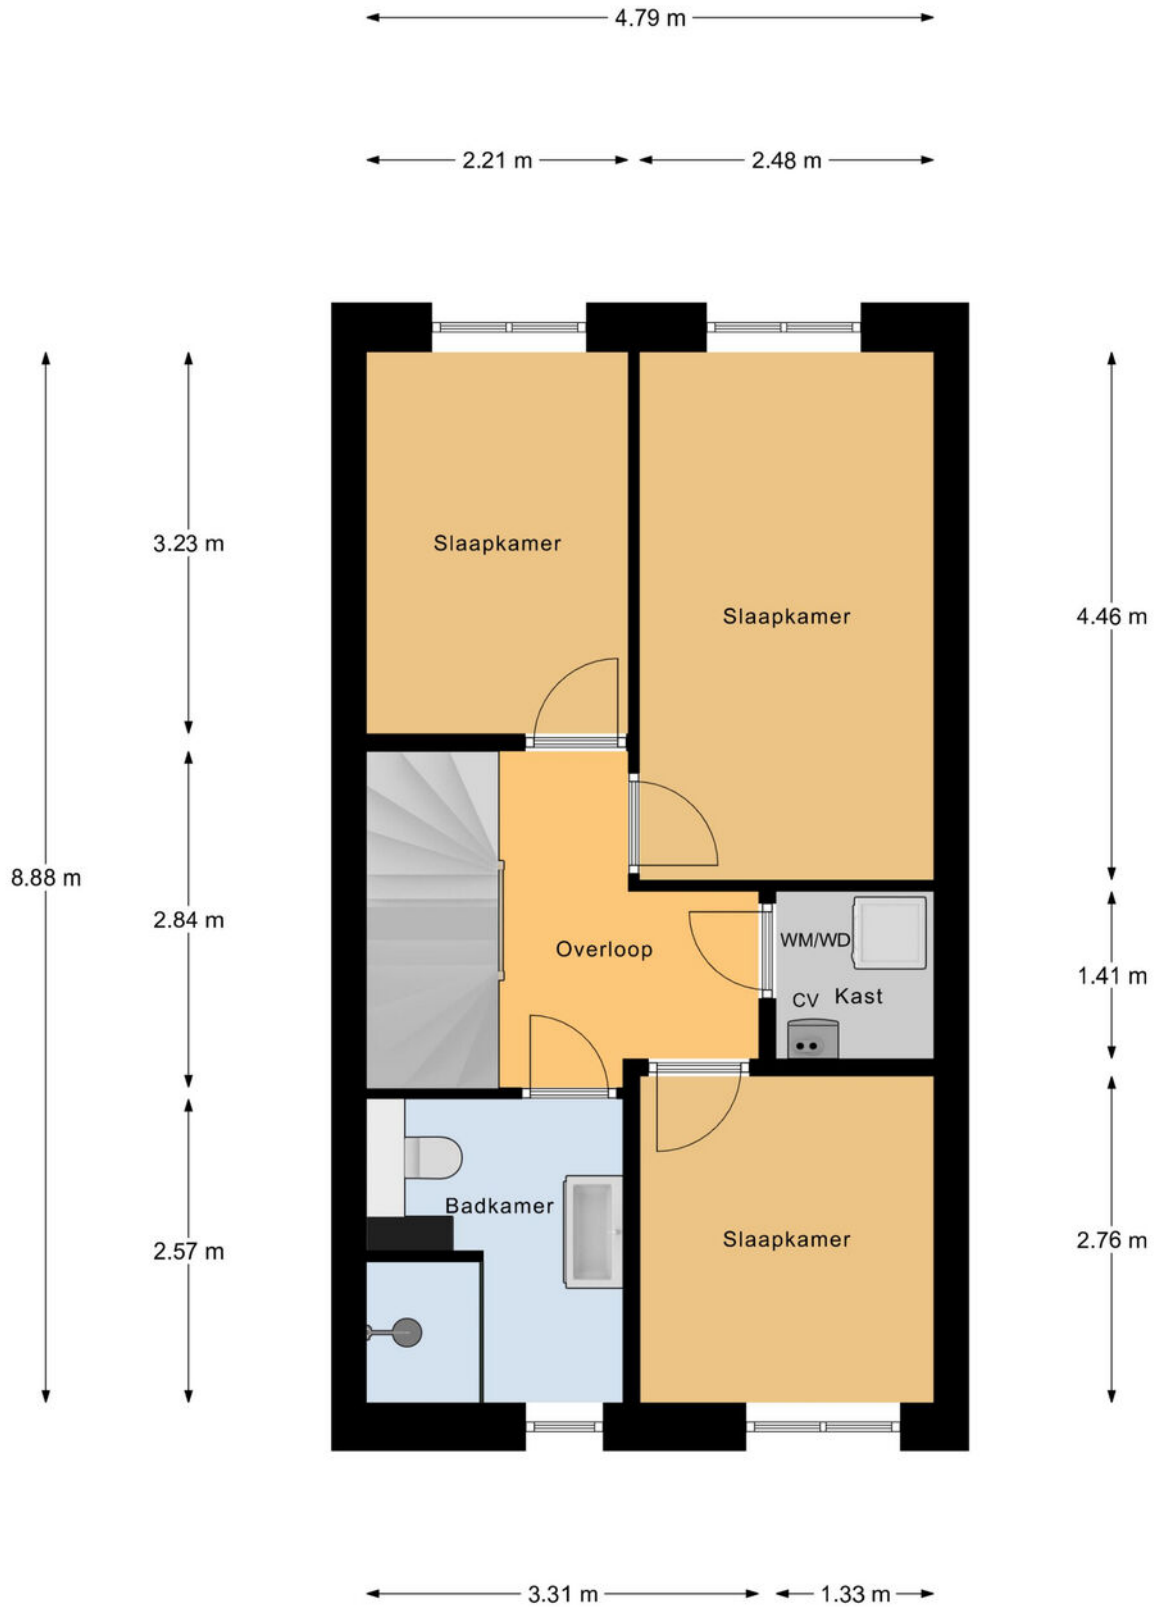 4.79 m
2.21 m
2.48 m
3.23 m
Slaapkamer
Slaapkamer
4.46 m
8.88 m
2.84 m
Overloop
WM/WD
CV
Kast
1.41 m
Badkamer
2.57 m
Slaapkamer
2.76 m
3.31 m
1.33 m